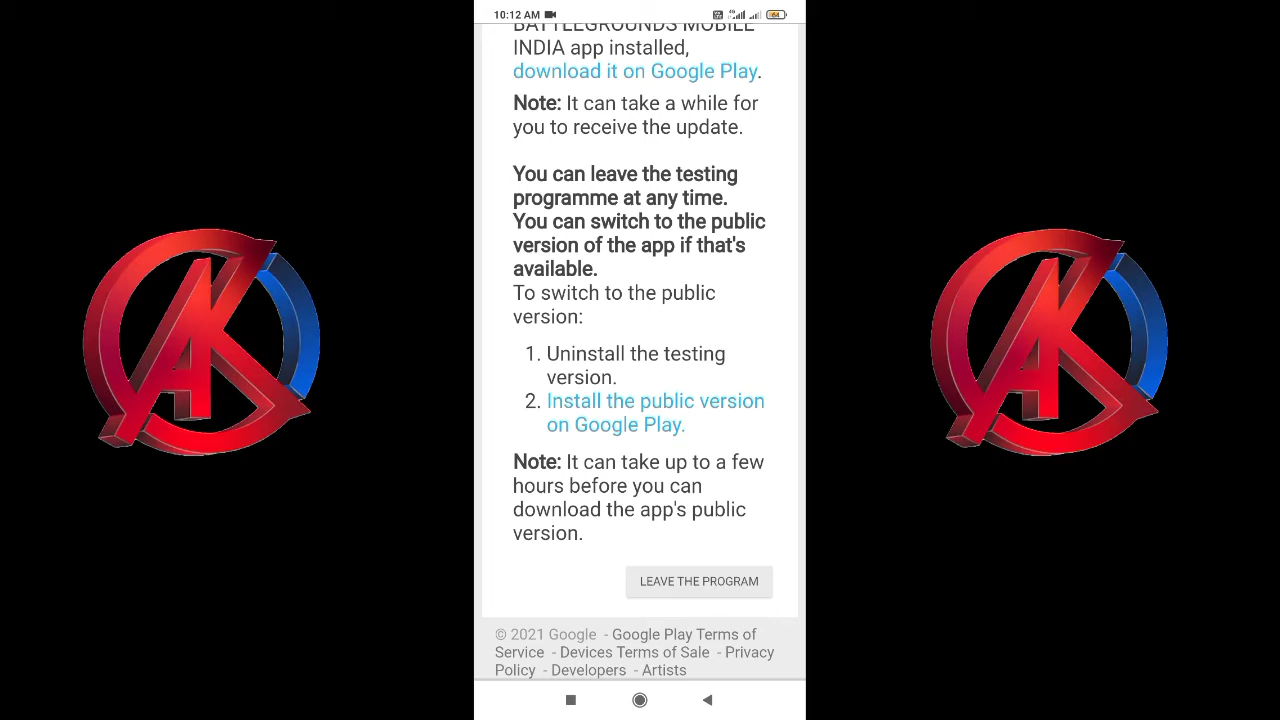 10:12 AM
4G
64
BATTLEGROUNDS MOBILE
INDIA app installed,
download it on Google Play.
Note: It can take a while for
you to receive the update.
You can leave the testing
programme at any time.
You can switch to the public
version of the app if that's
available.
To switch to the public
version:
1. Uninstall the testing
version.
2. Install the public version
on Google Play.
Note: It can take up to a few
hours before you can
download the app's public
version.
LEAVE THE PROGRAM
© 2021 Google - Google Play Terms of
Service - Devices Terms of Sale - Privacy
Policy - Developers - Artists
AK
AK